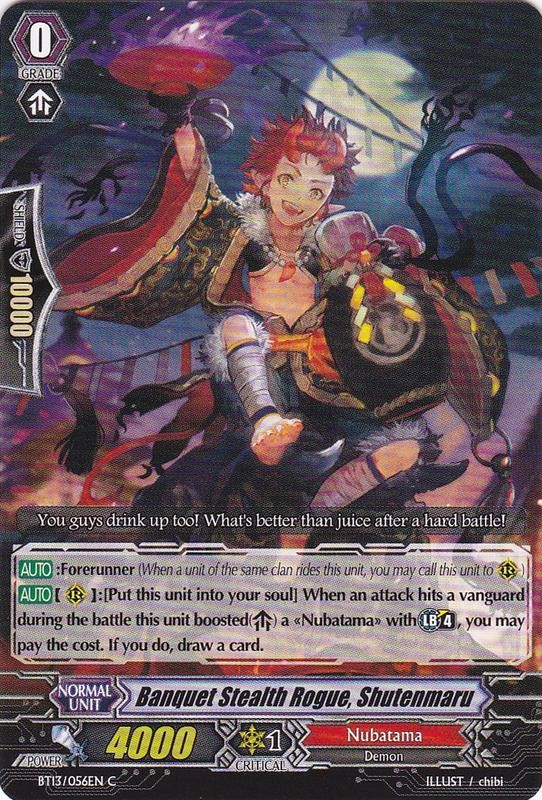 0
GRADE
SHIELD
10000
You guys drink up too! What's better than juice after a hard battle!
AUTO :Forerunner (When a unit of the same clan rides this unit, you may call this unit to R)
AUTO [ R ]:[Put this unit into your soul] When an attack hits a vanguard
during the battle this unit boosted( ) a «Nubatama» with LB 4, you may
pay the cost. If you do, draw a card.
NORMAL
UNIT
Banquet Stealth Rogue, Shutenmaru
POWER
4000
1
CRITICAL
Nubatama
Demon
BT13/056EN C
ILLUST / chibi